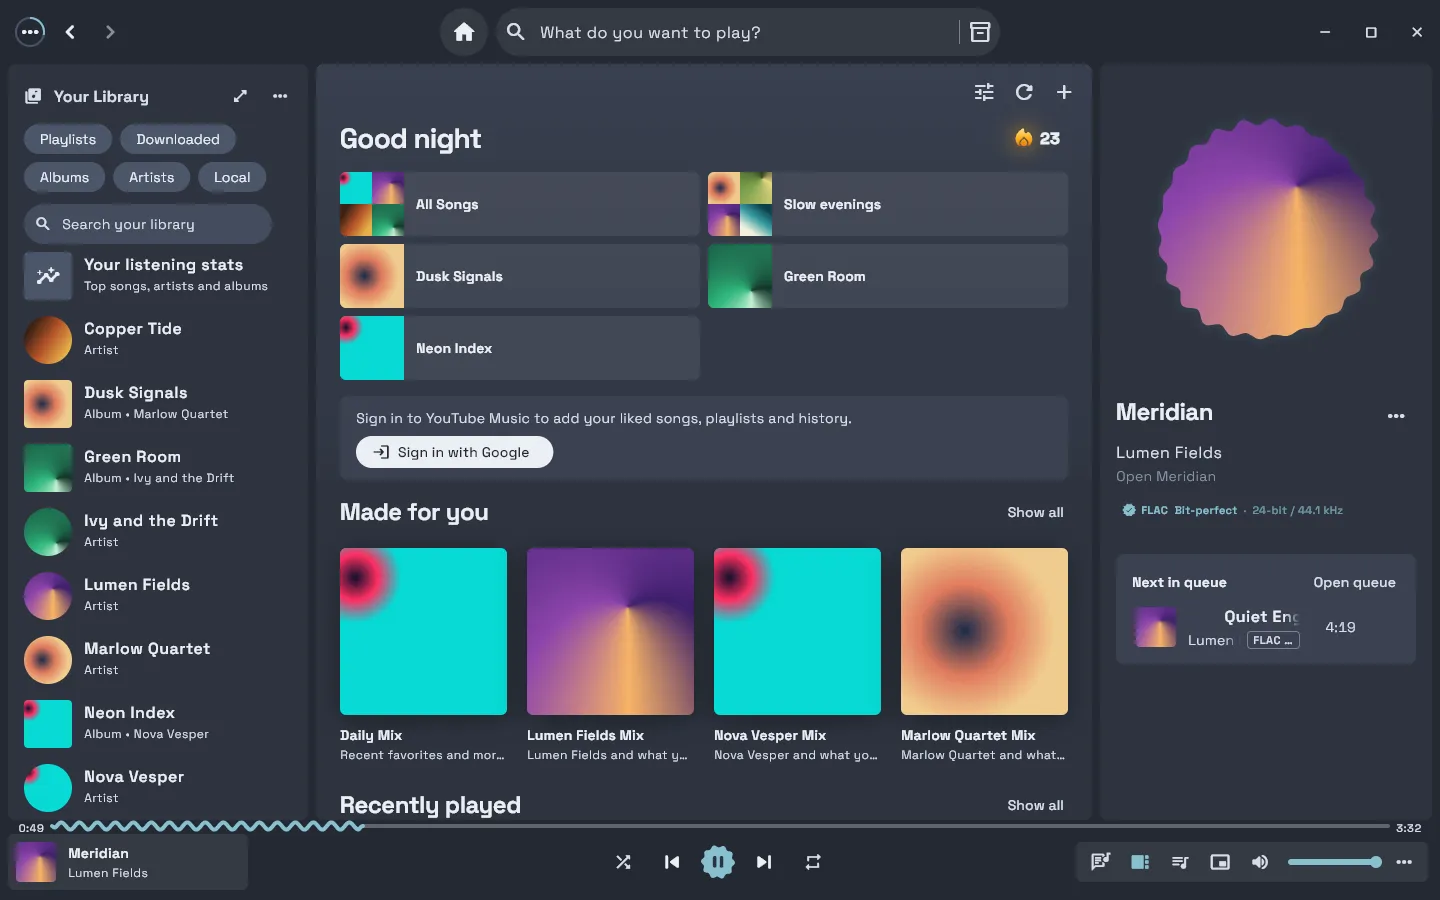 What do you want to play?
Your Library
Playlists
Downloaded
Albums
Artists
Local
Search your library
Your listening stats
Top songs, artists and albums
Copper Tide
Artist
Dusk Signals
Album • Marlow Quartet
Green Room
Album • Ivy and the Drift
Ivy and the Drift
Artist
Lumen Fields
Artist
Marlow Quartet
Artist
Neon Index
Album • Nova Vesper
Nova Vesper
Artist
Good night
23
All Songs
Slow evenings
Dusk Signals
Green Room
Neon Index
Sign in to YouTube Music to add your liked songs, playlists and history.
Sign in with Google
Made for you
Show all
Daily Mix
Recent favorites and mor...
Lumen Fields Mix
Lumen Fields and what y...
Nova Vesper Mix
Nova Vesper and what yo...
Marlow Quartet Mix
Marlow Quartet and what...
Recently played
Show all
Meridian
Lumen Fields
Open Meridian
FLAC Bit-perfect · 24-bit / 44.1 kHz
Next in queue
Open queue
Quiet En
Lumen
FLAC ...
4:19
0:49
3:32
Meridian
Lumen Fields